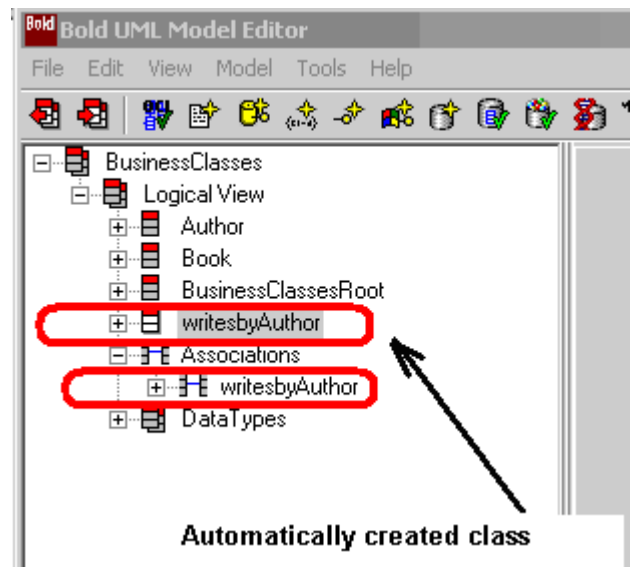 Bold Bold UML Model Editor
File Edit View Model Tools Help
BusinessClasses
Logical View
Author
Book
BusinessClassesRoot
writesbyAuthor
Associations
writesbyAuthor
DataTypes
Automatically created class